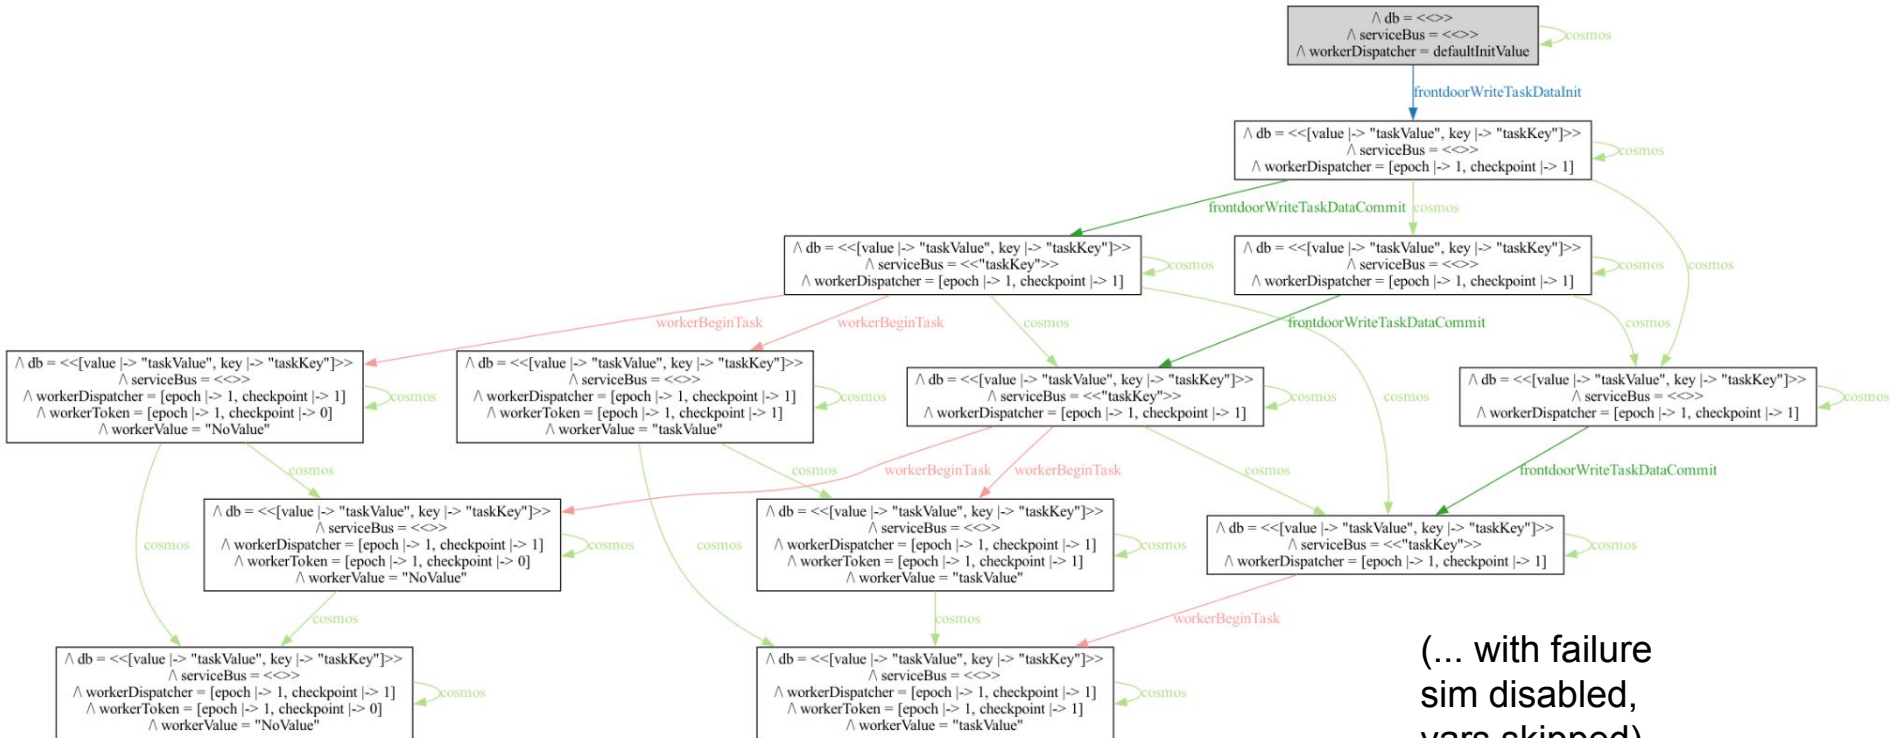 /\ db = <<>>
/\ serviceBus = <<>>
/\ workerDispatcher = defaultInitValue
cosmos
frontdoorWriteTaskDataInit
/\ db = <<[value |-> "taskValue", key |-> "taskKey"]>>
/\ serviceBus = <<>>
/\ workerDispatcher = [epoch |-> 1, checkpoint |-> 1]
cosmos
frontdoorWriteTaskDataCommit
cosmos
/\ db = <<[value |-> "taskValue", key |-> "taskKey"]>>
/\ serviceBus = <<"taskKey">>
/\ workerDispatcher = [epoch |-> 1, checkpoint |-> 1]
cosmos
/\ db = <<[value |-> "taskValue", key |-> "taskKey"]>>
/\ serviceBus = <<>>
/\ workerDispatcher = [epoch |-> 1, checkpoint |-> 1]
cosmos
cosmos
workerBeginTask
workerBeginTask
cosmos
frontdoorWriteTaskDataCommit
cosmos
/\ db = <<[value |-> "taskValue", key |-> "taskKey"]>>
/\ serviceBus = <<>>
/\ workerDispatcher = [epoch |-> 1, checkpoint |-> 1]
/\ workerToken = [epoch |-> 1, checkpoint |-> 0]
/\ workerValue = "NoValue"
cosmos
/\ db = <<[value |-> "taskValue", key |-> "taskKey"]>>
/\ serviceBus = <<>>
/\ workerDispatcher = [epoch |-> 1, checkpoint |-> 1]
/\ workerToken = [epoch |-> 1, checkpoint |-> 1]
/\ workerValue = "taskValue"
cosmos
/\ db = <<[value |-> "taskValue", key |-> "taskKey"]>>
/\ serviceBus = <<"taskKey">>
/\ workerDispatcher = [epoch |-> 1, checkpoint |-> 1]
cosmos
cosmos
/\ db = <<[value |-> "taskValue", key |-> "taskKey"]>>
/\ serviceBus = <<>>
/\ workerDispatcher = [epoch |-> 1, checkpoint |-> 1]
cosmos
cosmos
cosmos
workerBeginTask
workerBeginTask
cosmos
frontdoorWriteTaskDataCommit
cosmos
/\ db = <<[value |-> "taskValue", key |-> "taskKey"]>>
/\ serviceBus = <<>>
/\ workerDispatcher = [epoch |-> 1, checkpoint |-> 1]
/\ workerToken = [epoch |-> 1, checkpoint |-> 0]
/\ workerValue = "NoValue"
cosmos
cosmos
/\ db = <<[value |-> "taskValue", key |-> "taskKey"]>>
/\ serviceBus = <<>>
/\ workerDispatcher = [epoch |-> 1, checkpoint |-> 1]
/\ workerToken = [epoch |-> 1, checkpoint |-> 1]
/\ workerValue = "taskValue"
cosmos
/\ db = <<[value |-> "taskValue", key |-> "taskKey"]>>
/\ serviceBus = <<"taskKey">>
/\ workerDispatcher = [epoch |-> 1, checkpoint |-> 1]
cosmos
cosmos
cosmos
workerBeginTask
/\ db = <<[value |-> "taskValue", key |-> "taskKey"]>>
/\ serviceBus = <<>>
/\ workerDispatcher = [epoch |-> 1, checkpoint |-> 1]
/\ workerToken = [epoch |-> 1, checkpoint |-> 0]
/\ workerValue = "NoValue"
cosmos
/\ db = <<[value |-> "taskValue", key |-> "taskKey"]>>
/\ serviceBus = <<>>
/\ workerDispatcher = [epoch |-> 1, checkpoint |-> 1]
/\ workerToken = [epoch |-> 1, checkpoint |-> 1]
/\ workerValue = "taskValue"
cosmos
(... with failure
sim disabled,
vars skipped)